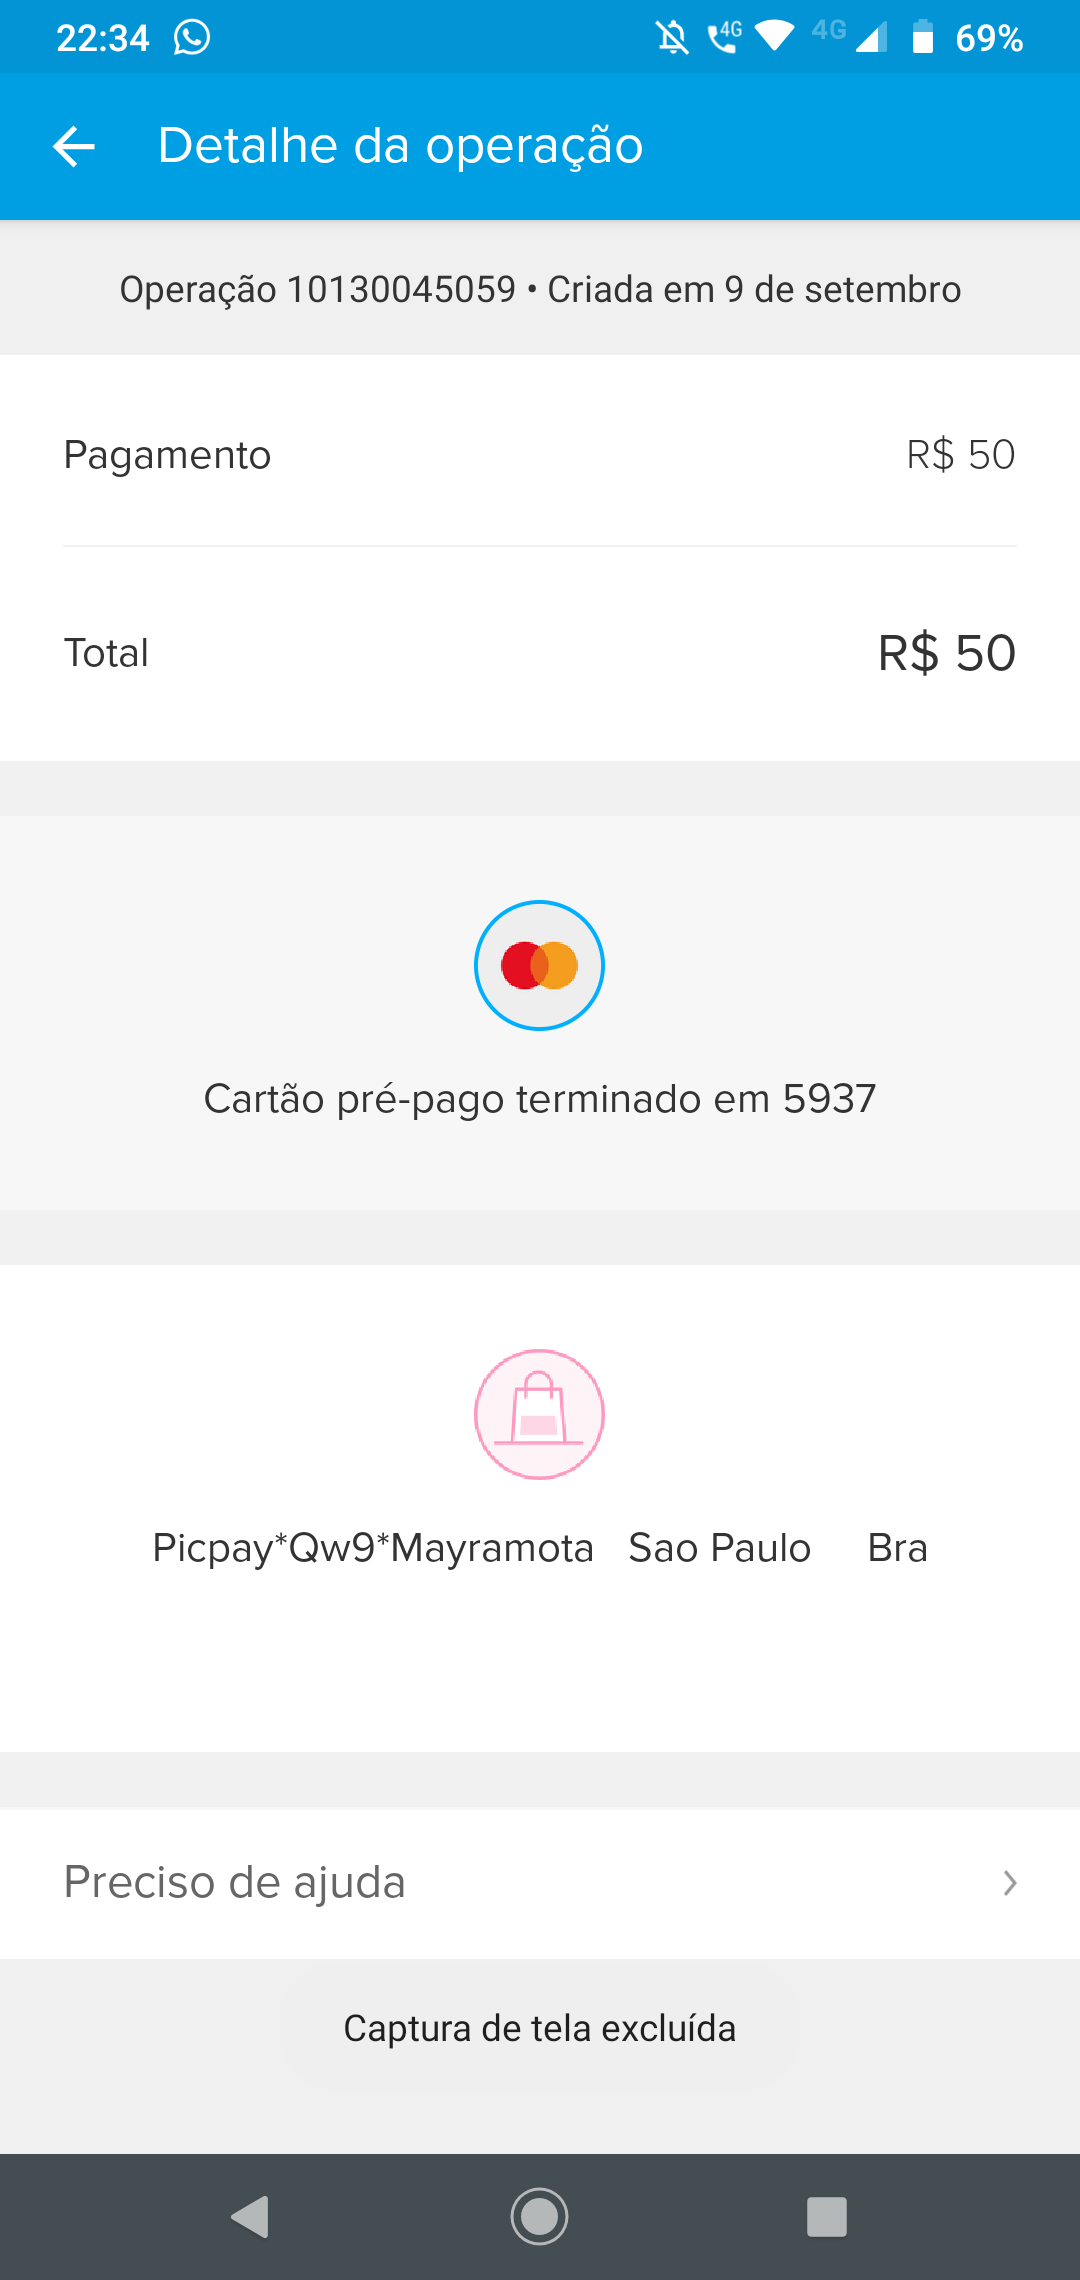 22:34 4G 4G 69%
Detalhe da operação
Operação 10130045059 • Criada em 9 de setembro
Pagamento R$ 50
Total R$ 50
Cartão pré-pago terminado em 5937
Picpay*Qw9*Mayramota Sao Paulo Bra
Preciso de ajuda
Captura de tela excluída